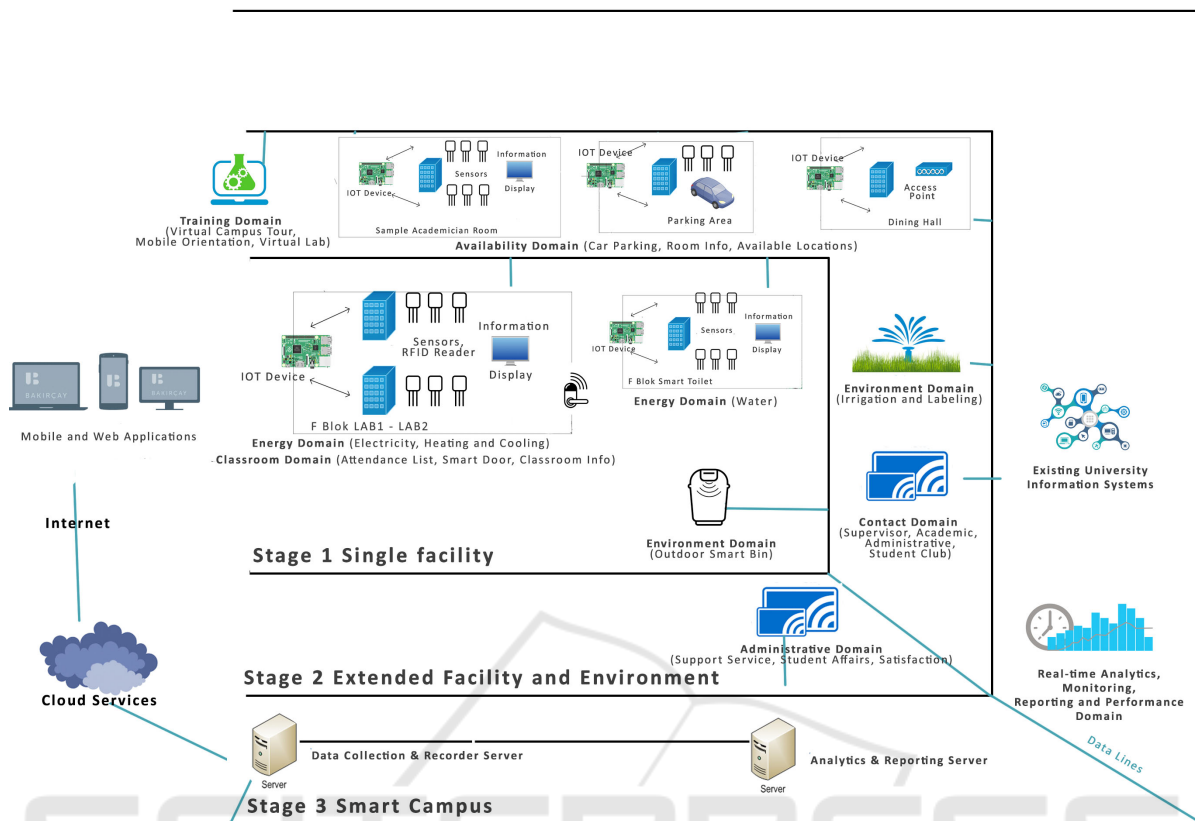 IOT Device
Sensors
Information
Display
Sample Academician Room
IOT Device
Parking Area
IOT Device
Access
Point
Dining Hall
Training Domain
(Virtual Campus Tour,
Mobile Orientation, Virtual Lab)
Availability Domain (Car Parking, Room Info, Available Locations)
IOT Device
Sensors,
RFID Reader
Information
Display
F Blok LAB1 - LAB2
IOT Device
Sensors
Information
Display
F Blok Smart Toilet
Energy Domain (Water)
Energy Domain (Electricity, Heating and Cooling)
Classroom Domain (Attendance List, Smart Door, Classroom Info)
Environment Domain
(Irrigation and Labeling)
BAKIRÇAY
BAKIRÇAY
Mobile and Web Applications
Existing University
Information Systems
Internet
Contact Domain
(Supervisor, Academic,
Administrative,
Student Club)
Environment Domain
(Outdoor Smart Bin)
Stage 1 Single facility
Administrative Domain
(Support Service, Student Affairs, Satisfaction)
Stage 2 Extended Facility and Environment
Cloud Services
Real-time Analytics,
Monitoring,
Reporting and Performance
Domain
Data Lines
Data Collection & Recorder Server
Server
Analytics & Reporting Server
Server
Stage 3 Smart Campus